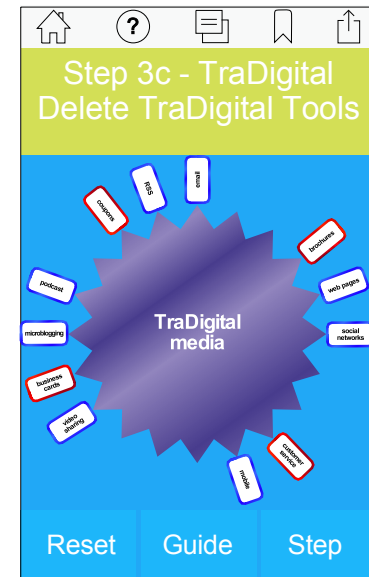 ?
Step 3c - TraDigital
Delete TraDigital Tools
email
RSS
coupons
brochures
podcast
web pages
microblogging
social
networks
TraDigital
media
business
cards
video
sharing
customer
service
mobile
Reset
Guide
Step